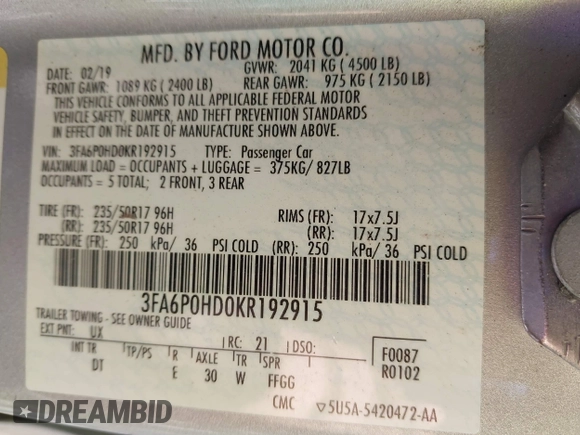 MFD. BY FORD MOTOR CO.
DATE: 02/19 GVWR: 2041 KG ( 4500 LB)
FRONT GAWR: 1089 KG ( 2400 LB) REAR GAWR: 975 KG ( 2150 LB)
THIS VEHICLE CONFORMS TO ALL APPLICABLE FEDERAL MOTOR
VEHICLE SAFETY, BUMPER, AND THEFT PREVENTION STANDARDS
IN EFFECT ON THE DATE OF MANUFACTURE SHOWN ABOVE.
VIN: 3FA6P0HD0KR192915 TYPE: Passenger Car
MAXIMUM LOAD = OCCUPANTS + LUGGAGE = 375KG/ 827LB
OCCUPANTS = 5 TOTAL; 2 FRONT, 3 REAR
TIRE (FR): 235/50R17 96H RIMS (FR): 17x7.5J
(RR): 235/50R17 96H (RR): 17x7.5J
PRESSURE (FR): 250 kPa/ 36 PSI COLD (RR): 250 kPa/ 36 PSI COLD
3FA6P0HD0KR192915
TRAILER TOWING - SEE OWNER GUIDE
EXT PNT: UX RC: 21 DSO: F0087
INT TR TP/PS R AXLE TR SPR R0102
DT E 30 W FFGG
CMC ▽5U5A-5420472-AA
EPICVIN
READY TO GO